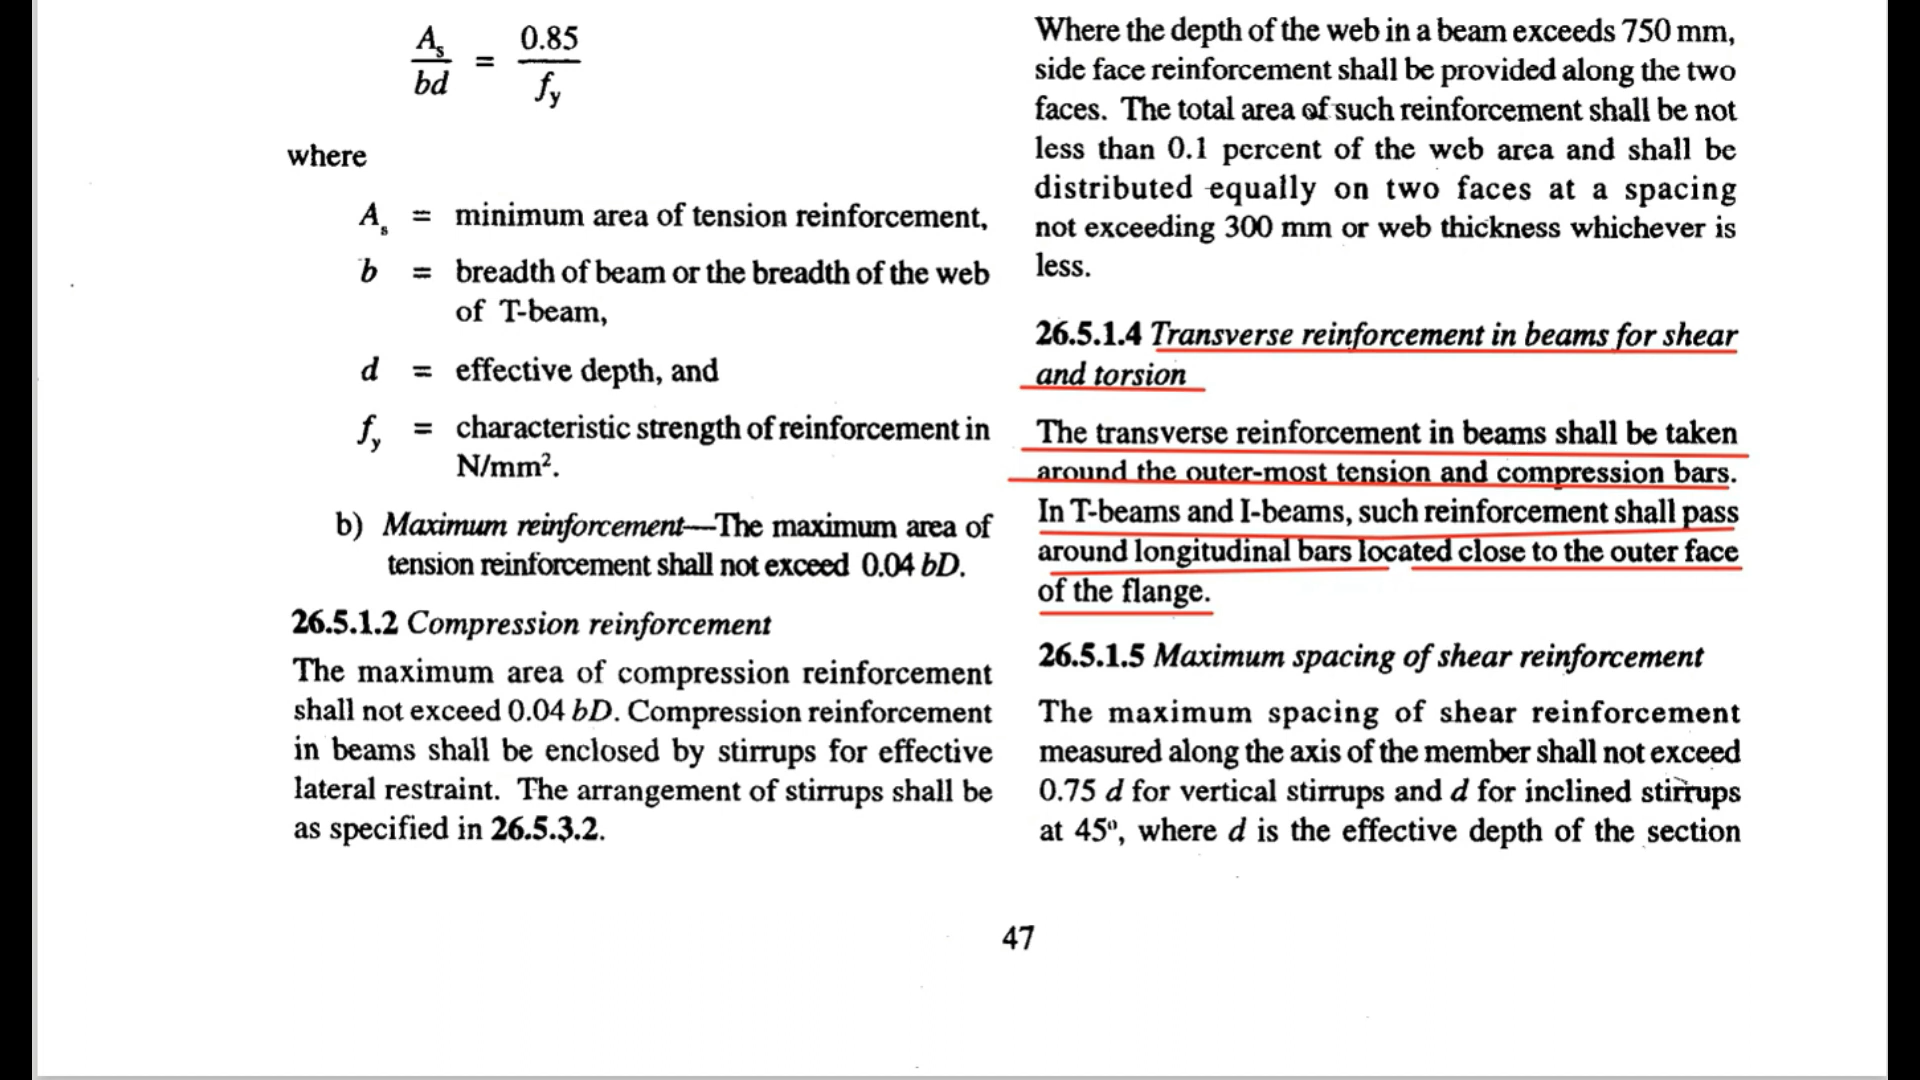 A_s / bd = 0.85 / f_y
where
A_s = minimum area of tension reinforcement,
b = breadth of beam or the breadth of the web
of T-beam,
d = effective depth, and
f_y = characteristic strength of reinforcement in
N/mm².
b) Maximum reinforcement—The maximum area of
tension reinforcement shall not exceed 0.04 bD.
26.5.1.2 Compression reinforcement
The maximum area of compression reinforcement
shall not exceed 0.04 bD. Compression reinforcement
in beams shall be enclosed by stirrups for effective
lateral restraint. The arrangement of stirrups shall be
as specified in 26.5.3.2.
Where the depth of the web in a beam exceeds 750 mm,
side face reinforcement shall be provided along the two
faces. The total area of such reinforcement shall be not
less than 0.1 percent of the web area and shall be
distributed equally on two faces at a spacing
not exceeding 300 mm or web thickness whichever is
less.
26.5.1.4 Transverse reinforcement in beams for shear
and torsion
The transverse reinforcement in beams shall be taken
around the outer-most tension and compression bars.
In T-beams and I-beams, such reinforcement shall pass
around longitudinal bars located close to the outer face
of the flange.
26.5.1.5 Maximum spacing of shear reinforcement
The maximum spacing of shear reinforcement
measured along the axis of the member shall not exceed
0.75 d for vertical stirrups and d for inclined stirrups
at 45°, where d is the effective depth of the section
47